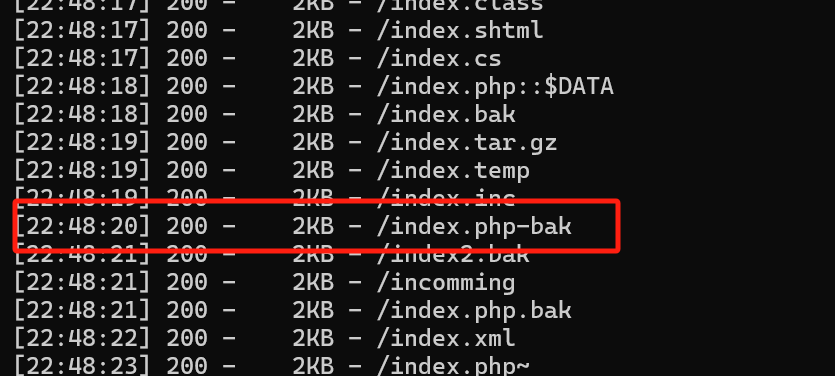 [22:48:17] 200 -    2KB - /index.class
[22:48:17] 200 -    2KB - /index.shtml
[22:48:17] 200 -    2KB - /index.cs
[22:48:18] 200 -    2KB - /index.php::$DATA
[22:48:18] 200 -    2KB - /index.bak
[22:48:19] 200 -    2KB - /index.tar.gz
[22:48:19] 200 -    2KB - /index.temp
[22:48:19] 200 -    2KB - /index.inc
[22:48:20] 200 -    2KB - /index.php-bak
[22:48:21] 200 -    2KB - /index2.bak
[22:48:21] 200 -    2KB - /incomming
[22:48:21] 200 -    2KB - /index.php.bak
[22:48:22] 200 -    2KB - /index.xml
[22:48:23] 200 -    2KB - /index.php~